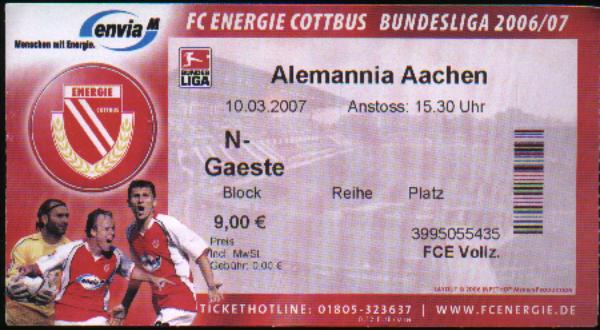 envia M
Menschen mit Energie.
FC ENERGIE COTTBUS BUNDESLIGA 2006/07
BUNDES
LIGA
Alemannia Aachen
10.03.2007 Anstoss: 15.30 Uhr
ENERGIE
COTTBUS
N-
Gaeste
Block Reihe Platz
9,00 €
Preis
Incl. MwSt.
Gebühr: 0,00 €
3995055435
FCE Vollz.
TICKETHOTLINE: 01805-323637 | WWW.FCENERGIE.DE